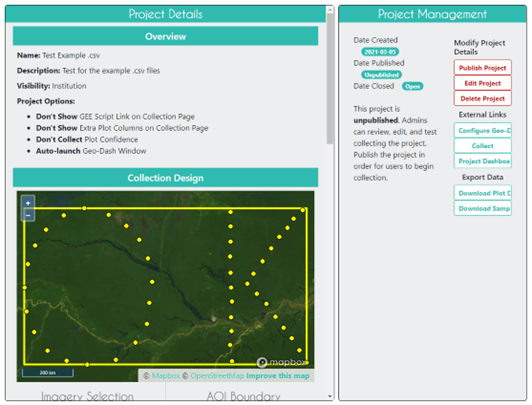 Project Details
Overview
Name: Test Example .csv
Description: Test for the example .csv files
Visibility: Institution
Project Options:
Don't Show GEE Script Link on Collection Page
Don't Show Extra Plot Columns on Collection Page
Don't Collect Plot Confidence
Auto-launch Geo-Dash Window
Collection Design
+
−
200 km
mapbox
© Mapbox © OpenStreetMap Improve this map
Imagery Selection
AOI Boundary
Project Management
Date Created
2021-03-05
Date Published
Unpublished
Date Closed Open
This project is
unpublished. Admins
can review, edit, and test
collecting the project.
Publish the project in
order for users to begin
collection.
Modify Project
Details
Publish Project
Edit Project
Delete Project
External Links
Configure Geo-D
Collect
Project Dashboa
Export Data
Download Plot D
Download Samp